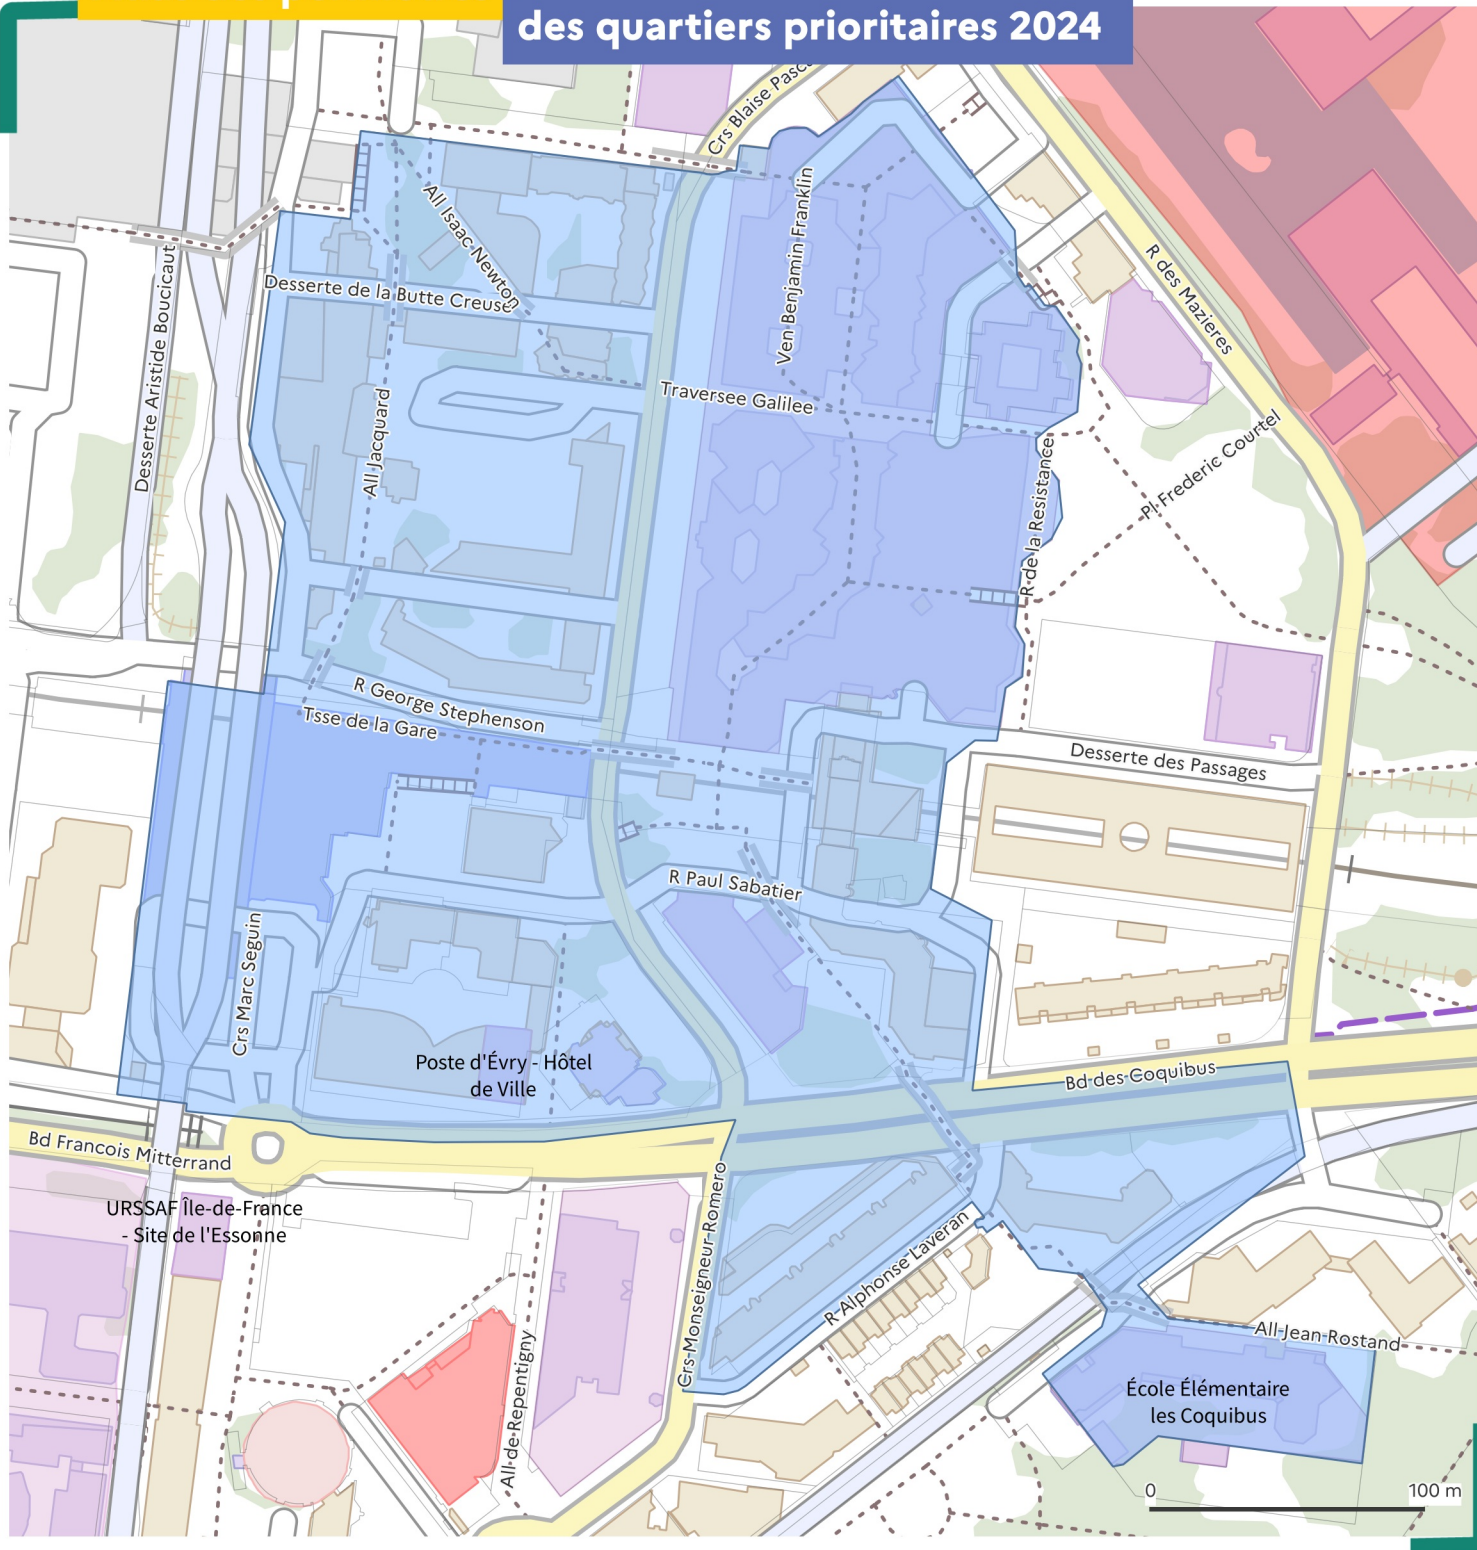 des quartiers prioritaires 2024
Crs Blaise Pasc
All Isaac Newton
Ven Benjamin Franklin
R des Mazieres
Desserte Aristide Boucicaut
Desserte de la Butte Creuse
All Jacquard
Traversee Galilee
Pl Frederic Courtel
R de la Resistance
R George Stephenson
Tsse de la Gare
Desserte des Passages
R Paul Sabatier
Crs Marc Seguin
Poste d'Évry - Hôtel
de Ville
Bd des Coquibus
Bd Francois Mitterrand
URSSAF Île-de-France
- Site de l'Essonne
Crs Monseigneur Romero
R Alphonse Laveran
All de Repentigny
All Jean Rostand
École Élémentaire
les Coquibus
0 100 m